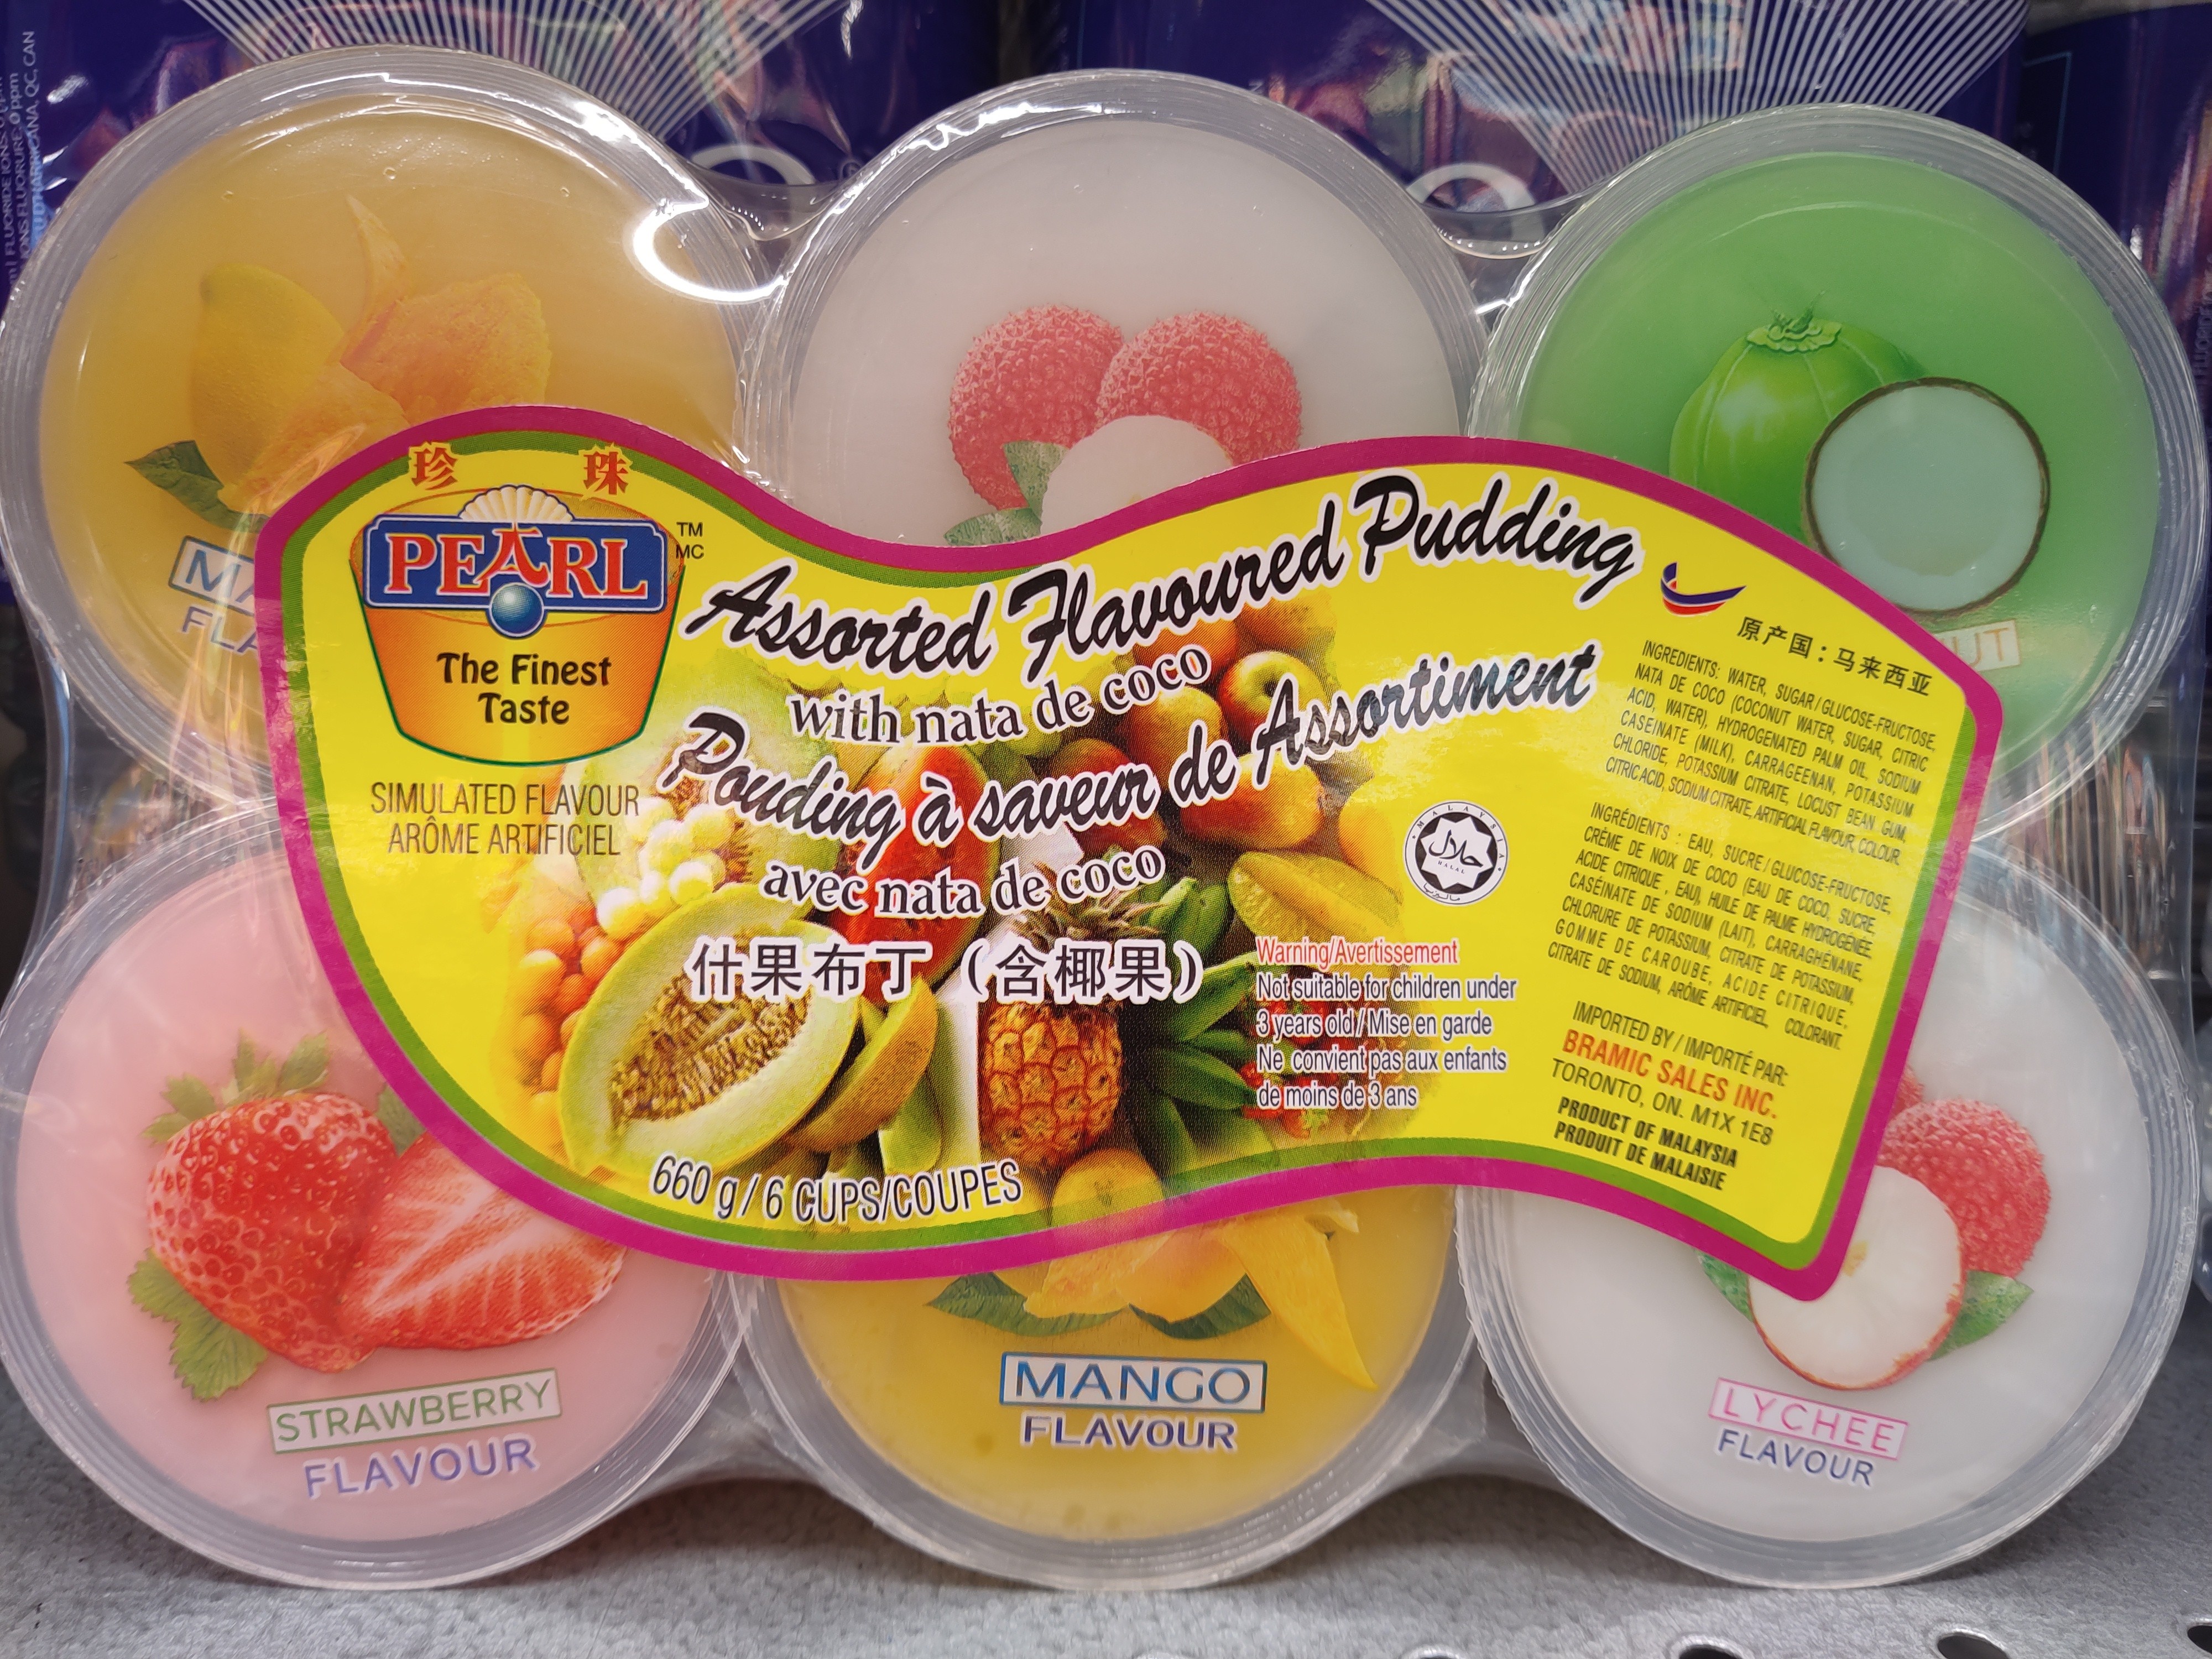 珍 珠
PEARL
TM
MC
The Finest
Taste
SIMULATED FLAVOUR
ARÔME ARTIFICIEL
Assorted Flavoured Pudding
with nata de coco
Pouding à saveur de Assortiment
avec nata de coco
什果布丁（含椰果）
660 g / 6 CUPS/COUPES
MALAYSIA
حلال
HALAL
ماليزيا
Warning/Avertissement
Not suitable for children under
3 years old / Mise en garde
Ne convient pas aux enfants
de moins de 3 ans
原产国：马来西亚
INGREDIENTS: WATER, SUGAR / GLUCOSE-FRUCTOSE,
NATA DE COCO (COCONUT WATER, SUGAR, CITRIC
ACID, WATER), HYDROGENATED PALM OIL, SODIUM
CASEINATE (MILK), CARRAGEENAN, POTASSIUM
CHLORIDE, POTASSIUM CITRATE, LOCUST BEAN GUM,
CITRIC ACID, SODIUM CITRATE, ARTIFICIAL FLAVOUR, COLOUR.
INGRÉDIENTS : EAU, SUCRE / GLUCOSE-FRUCTOSE,
CRÈME DE NOIX DE COCO (EAU DE COCO, SUCRE,
ACIDE CITRIQUE , EAU), HUILE DE PALME HYDROGÉNÉE,
CASÉINATE DE SODIUM (LAIT), CARRAGHÉNANE,
CHLORURE DE POTASSIUM, CITRATE DE POTASSIUM,
GOMME DE CAROUBE, ACIDE CITRIQUE,
CITRATE DE SODIUM, ARÔME ARTIFICIEL, COLORANT.
IMPORTED BY / IMPORTÉ PAR:
BRAMIC SALES INC.
TORONTO, ON. M1X 1E8
PRODUCT OF MALAYSIA
PRODUIT DE MALAISIE
MA
FLA
UT
STRAWBERRY
FLAVOUR
MANGO
FLAVOUR
LYCHEE
FLAVOUR